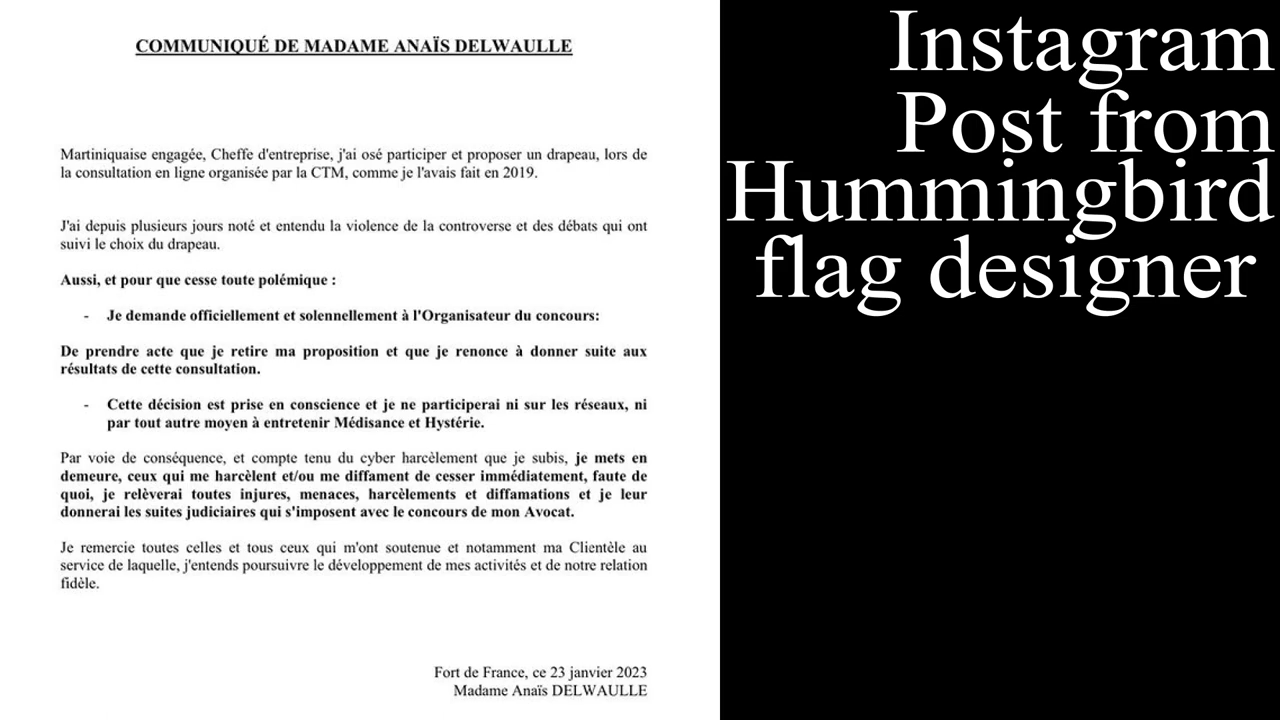 COMMUNIQUÉ DE MADAME ANAÏS DELWAULLE
Martiniquaise engagée, Cheffe d'entreprise, j'ai osé participer et proposer un drapeau, lors de
la consultation en ligne organisée par la CTM, comme je l'avais fait en 2019.
J'ai depuis plusieurs jours noté et entendu la violence de la controverse et des débats qui ont
suivi le choix du drapeau.
Aussi, et pour que cesse toute polémique :
- Je demande officiellement et solennellement à l'Organisateur du concours:
De prendre acte que je retire ma proposition et que je renonce à donner suite aux
résultats de cette consultation.
- Cette décision est prise en conscience et je ne participerai ni sur les réseaux, ni
par tout autre moyen à entretenir Médisance et Hystérie.
Par voie de conséquence, et compte tenu du cyber harcèlement que je subis, je mets en
demeure, ceux qui me harcèlent et/ou me diffament de cesser immédiatement, faute de
quoi, je relèverai toutes injures, menaces, harcèlements et diffamations et je leur
donnerai les suites judiciaires qui s'imposent avec le concours de mon Avocat.
Je remercie toutes celles et tous ceux qui m'ont soutenue et notamment ma Clientèle au
service de laquelle, j'entends poursuivre le développement de mes activités et de notre relation
fidèle.
Fort de France, ce 23 janvier 2023
Madame Anaïs DELWAULLE
Instagram
Post from
Hummingbird
flag designer